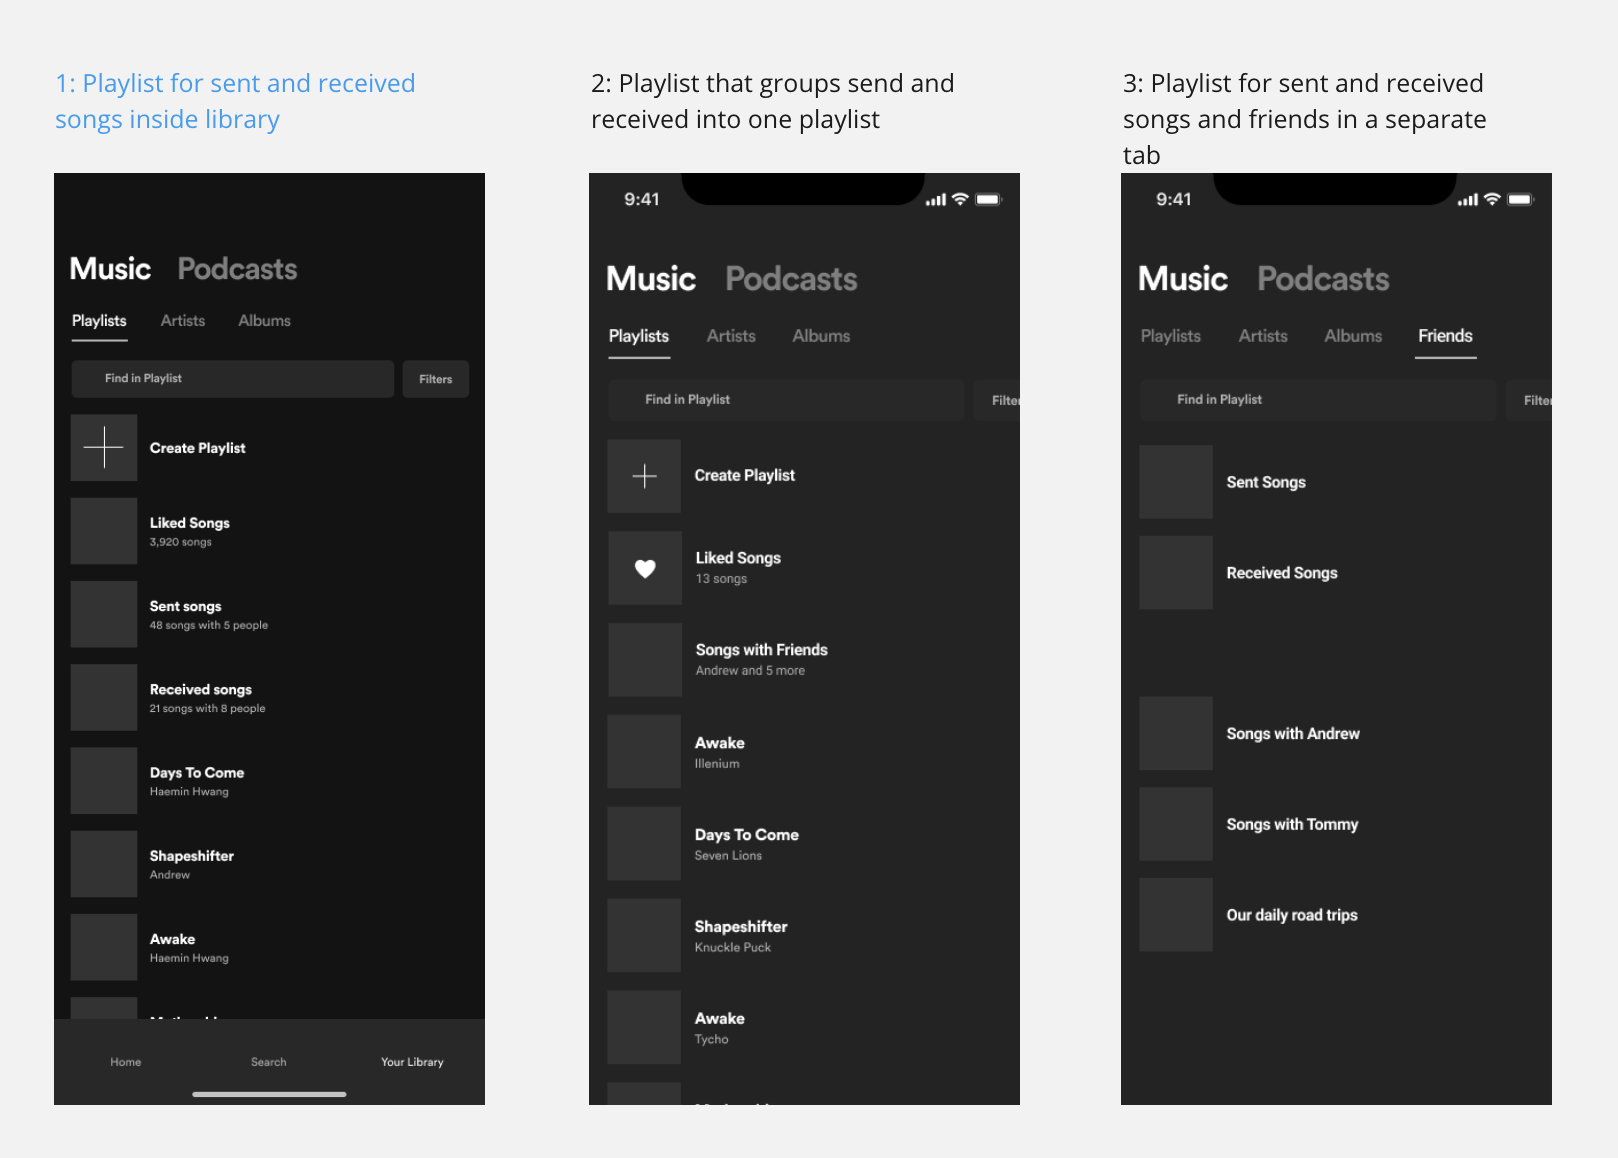 1: Playlist for sent and received
songs inside library
Music Podcasts
Playlists Artists Albums
Find in Playlist Filters
Create Playlist
Liked Songs
3,920 songs
Sent songs
48 songs with 5 people
Received songs
21 songs with 8 people
Days To Come
Haemin Hwang
Shapeshifter
Andrew
Awake
Haemin Hwang
Home Search Your Library
2: Playlist that groups send and
received into one playlist
9:41
Music Podcasts
Playlists Artists Albums
Find in Playlist
Create Playlist
Liked Songs
13 songs
Songs with Friends
Andrew and 5 more
Awake
Illenium
Days To Come
Seven Lions
Shapeshifter
Knuckle Puck
Awake
Tycho
3: Playlist for sent and received
songs and friends in a separate
tab
9:41
Music Podcasts
Playlists Artists Albums Friends
Find in Playlist
Sent Songs
Received Songs
Songs with Andrew
Songs with Tommy
Our daily road trips